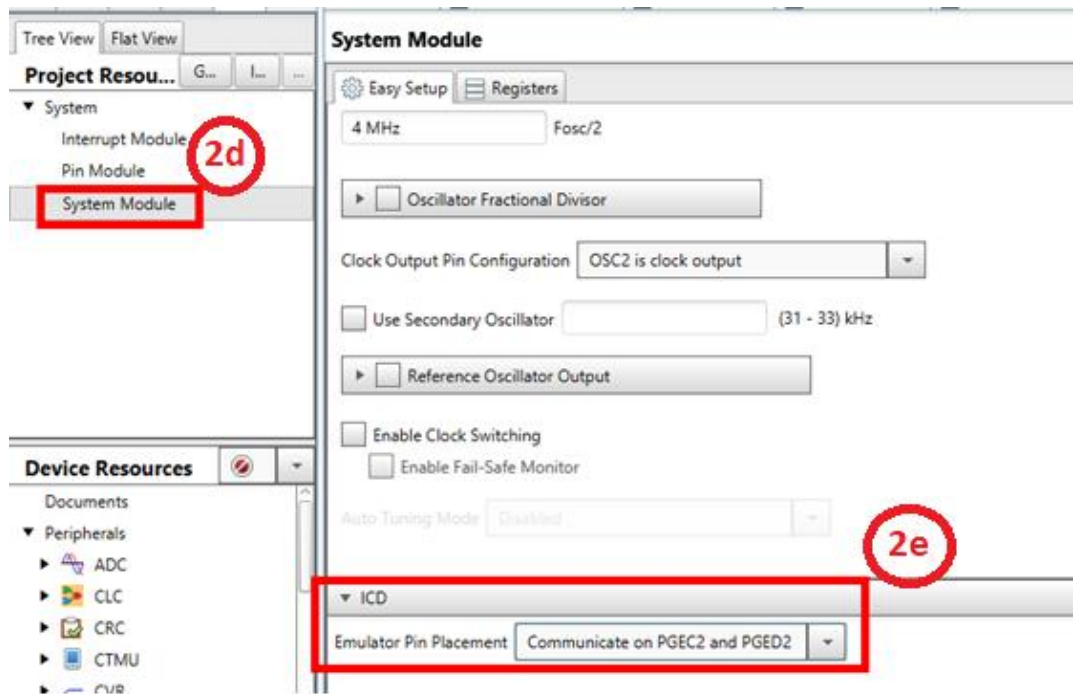 Tree View Flat View
Project Resou... G... I... ...
System
Interrupt Module
Pin Module
System Module
2d
Device Resources
Documents
Peripherals
ADC
CLC
CRC
CTMU
CVR
System Module
Easy Setup Registers
4 MHz Fosc/2
Oscillator Fractional Divisor
Clock Output Pin Configuration OSC2 is clock output
Use Secondary Oscillator (31 - 33) kHz
Reference Oscillator Output
Enable Clock Switching
Enable Fail-Safe Monitor
Auto Tuning Mode Disabled
2e
ICD
Emulator Pin Placement Communicate on PGEC2 and PGED2